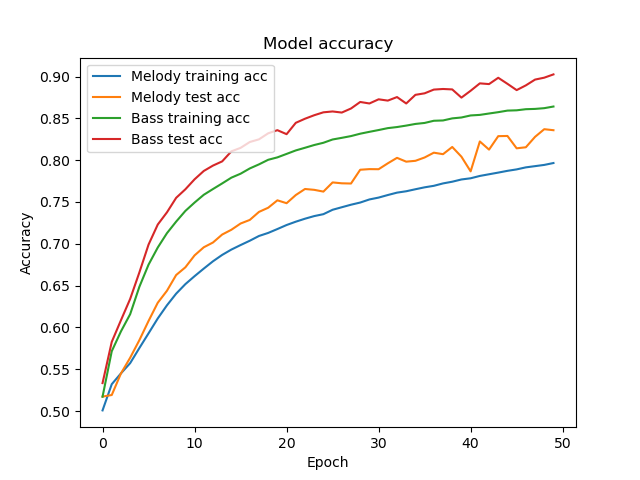 Model accuracy
Melody training acc
Melody test acc
Bass training acc
Bass test acc
0.90
0.85
0.80
0.75
0.70
0.65
0.60
0.55
0.50
Accuracy
0 10 20 30 40 50
Epoch